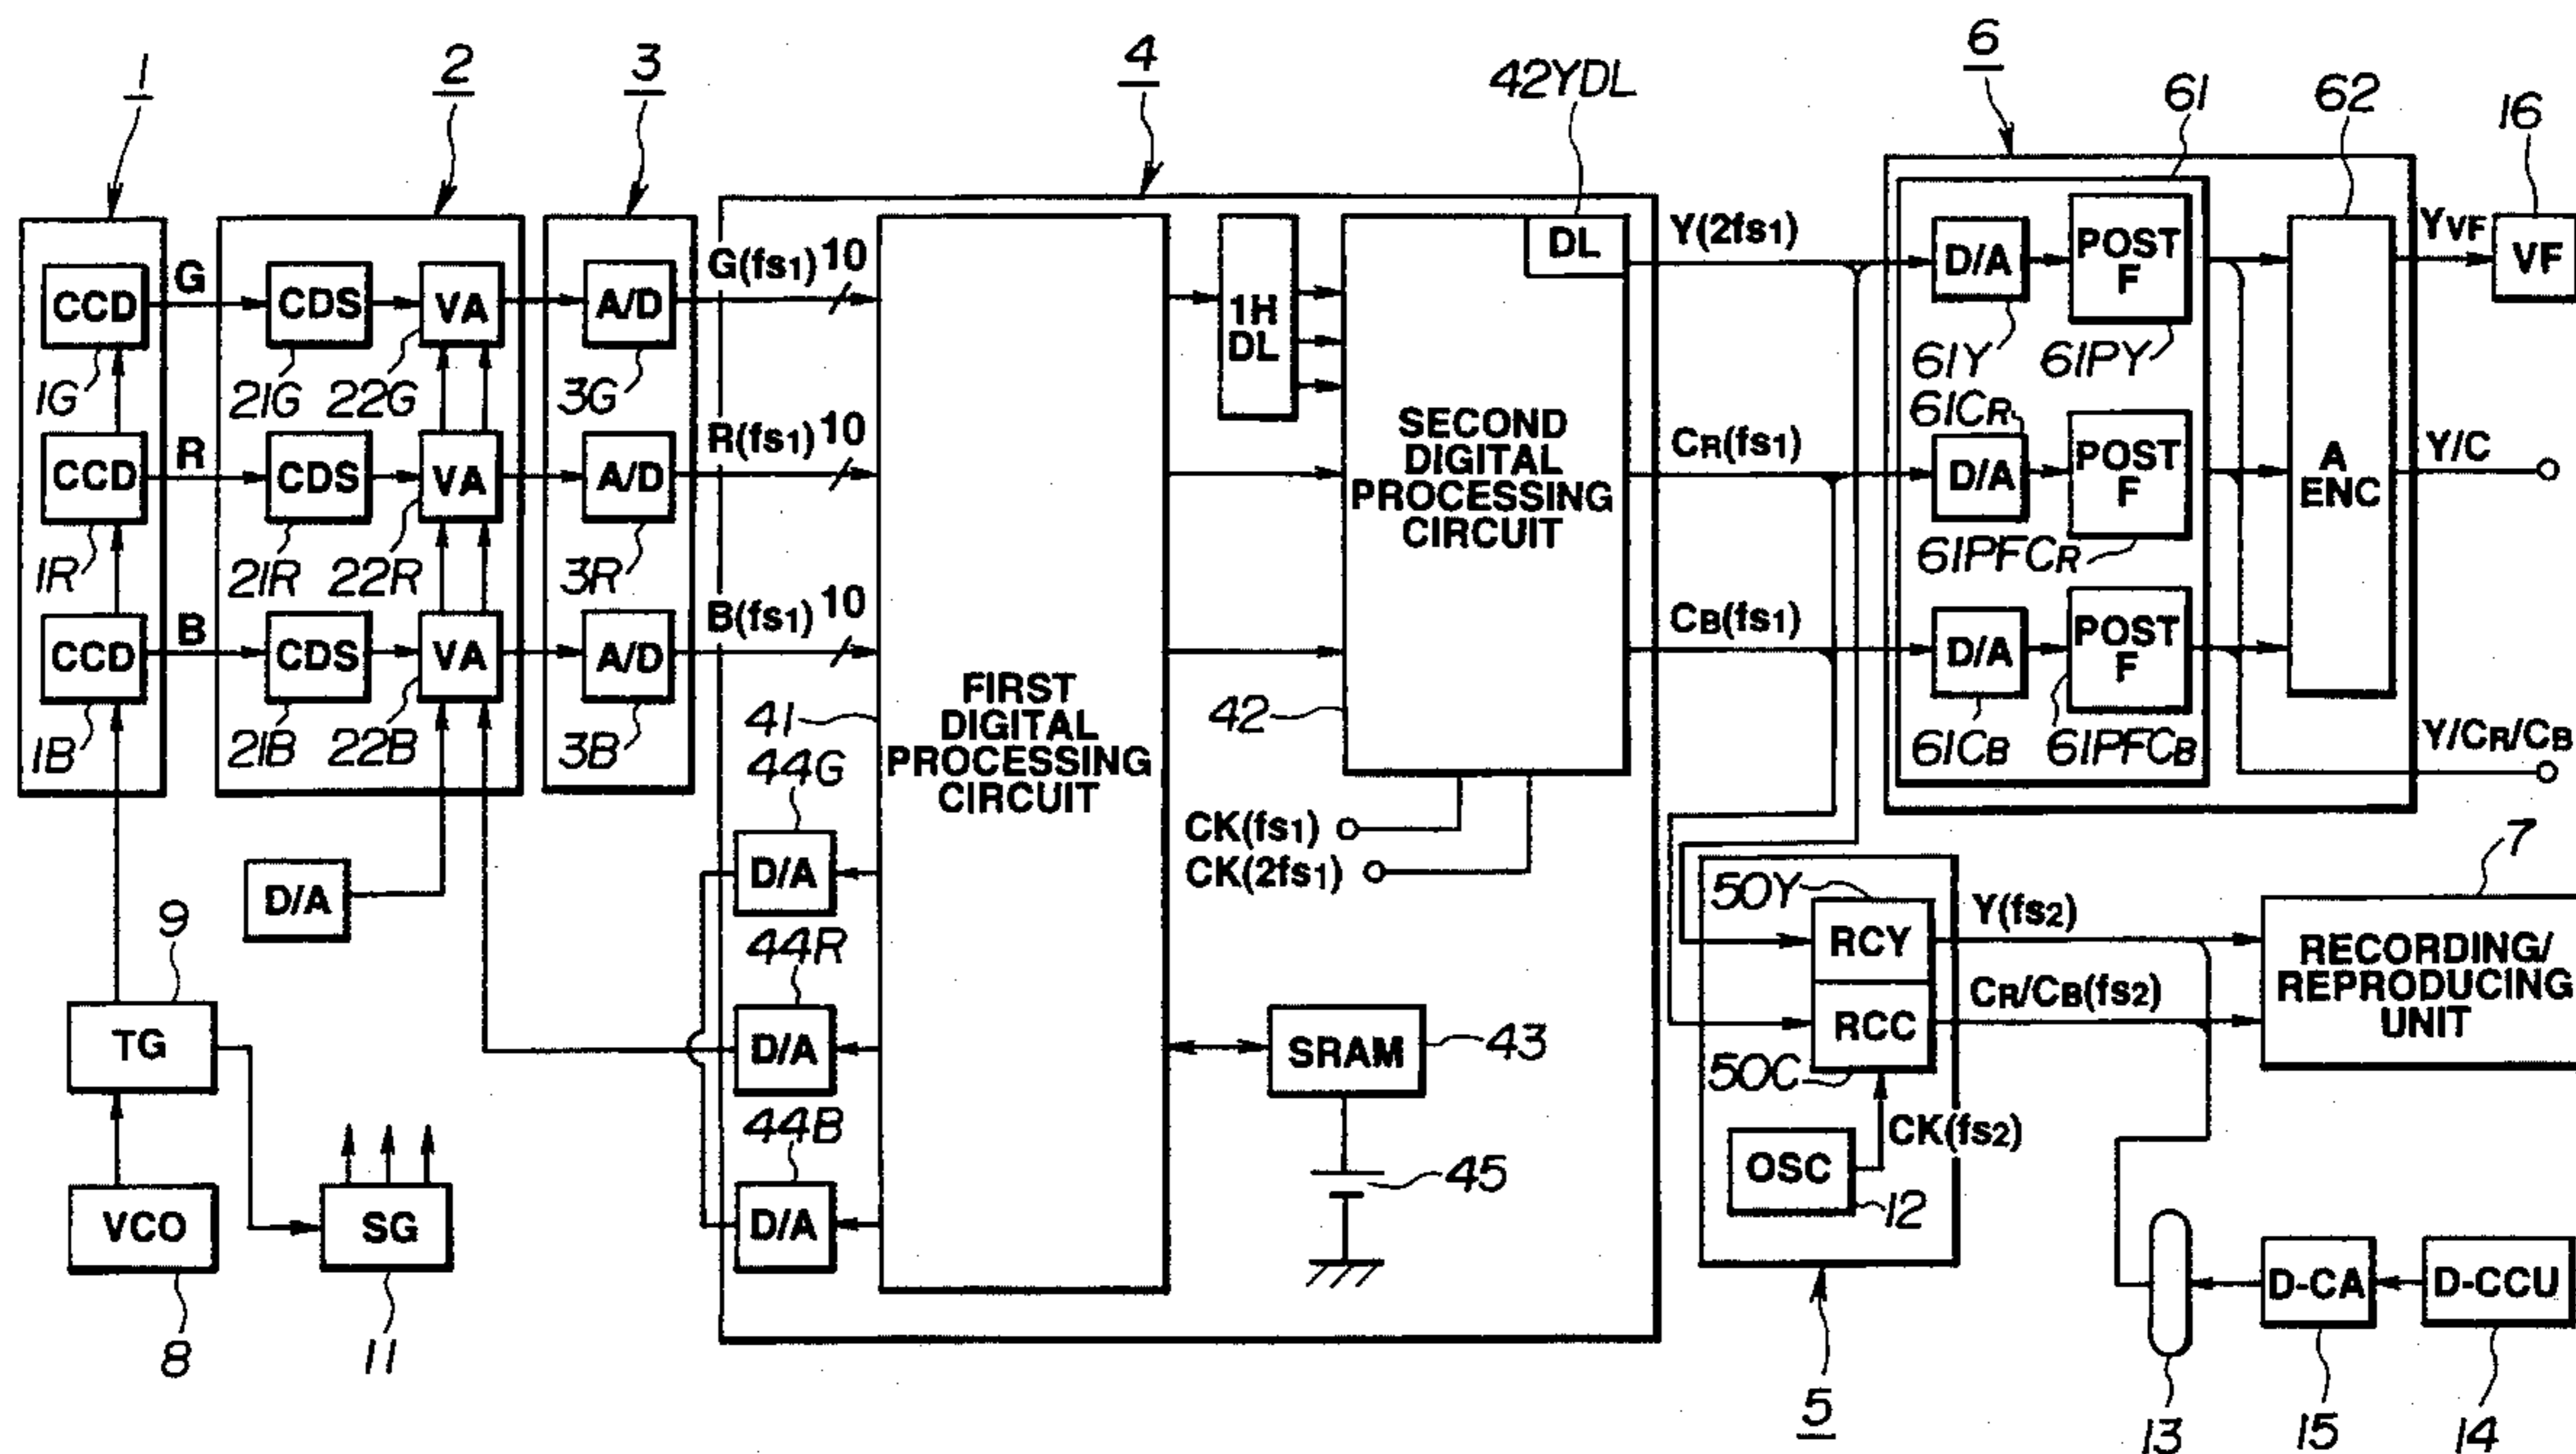 1
2
3
4
42YDL
6
61
62
16
CCD
G
CDS
VA
A/D
G(fs1) 10
1H
DL
DL
Y(2fs1)
D/A
POST
F
YVF
VF
1G
21G
22G
3G
61Y
61PY
CCD
R
CDS
VA
A/D
R(fs1) 10
SECOND
DIGITAL
PROCESSING
CIRCUIT
CR(fs1)
61CR
D/A
POST
F
A
ENC
Y/C
1R
21R
22R
3R
61PFCR
CCD
B
CDS
VA
A/D
B(fs1) 10
CB(fs1)
D/A
POST
F
1B
21B
22B
3B
41
FIRST
DIGITAL
PROCESSING
CIRCUIT
42
61CB
61PFCB
Y/CR/CB
44G
D/A
CK(fs1)
CK(2fs1)
D/A
9
TG
44R
D/A
SRAM
43
50Y
RCY
Y(fs2)
7
RECORDING/
REPRODUCING
UNIT
RCC
CR/CB(fs2)
50C
CK(fs2)
OSC
12
44B
D/A
45
VCO
8
SG
11
5
13
D-CA
15
D-CCU
14